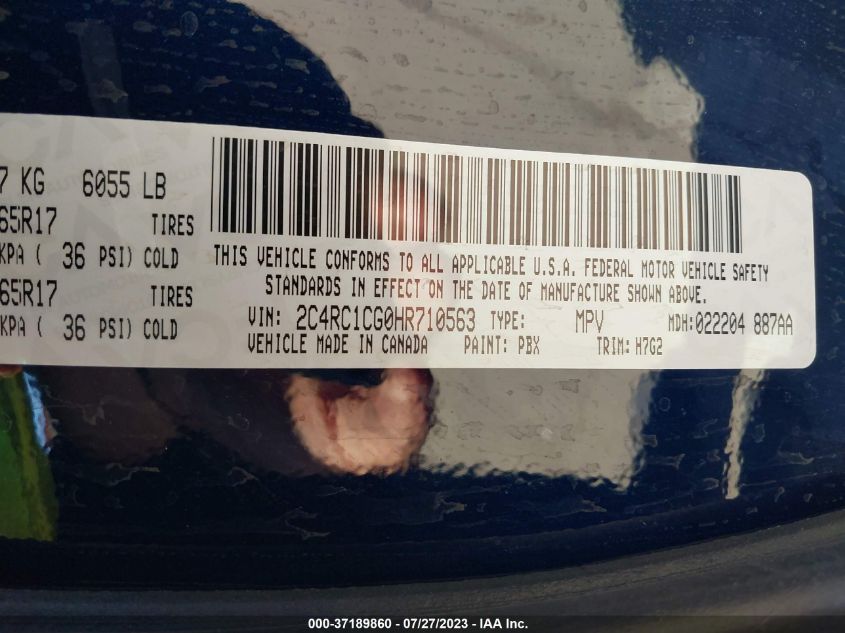 7 KG 6055 LB
65R17 TIRES
KPA ( 36 PSI) COLD
65R17 TIRES
KPA ( 36 PSI) COLD
THIS VEHICLE CONFORMS TO ALL APPLICABLE U.S.A. FEDERAL MOTOR VEHICLE SAFETY
STANDARDS IN EFFECT ON THE DATE OF MANUFACTURE SHOWN ABOVE.
VIN: 2C4RC1CG0HR710563 TYPE: MPV MDH:022204 887AA
VEHICLE MADE IN CANADA PAINT: PBX TRIM: H7G2
000-37189860 - 07/27/2023 - IAA Inc.